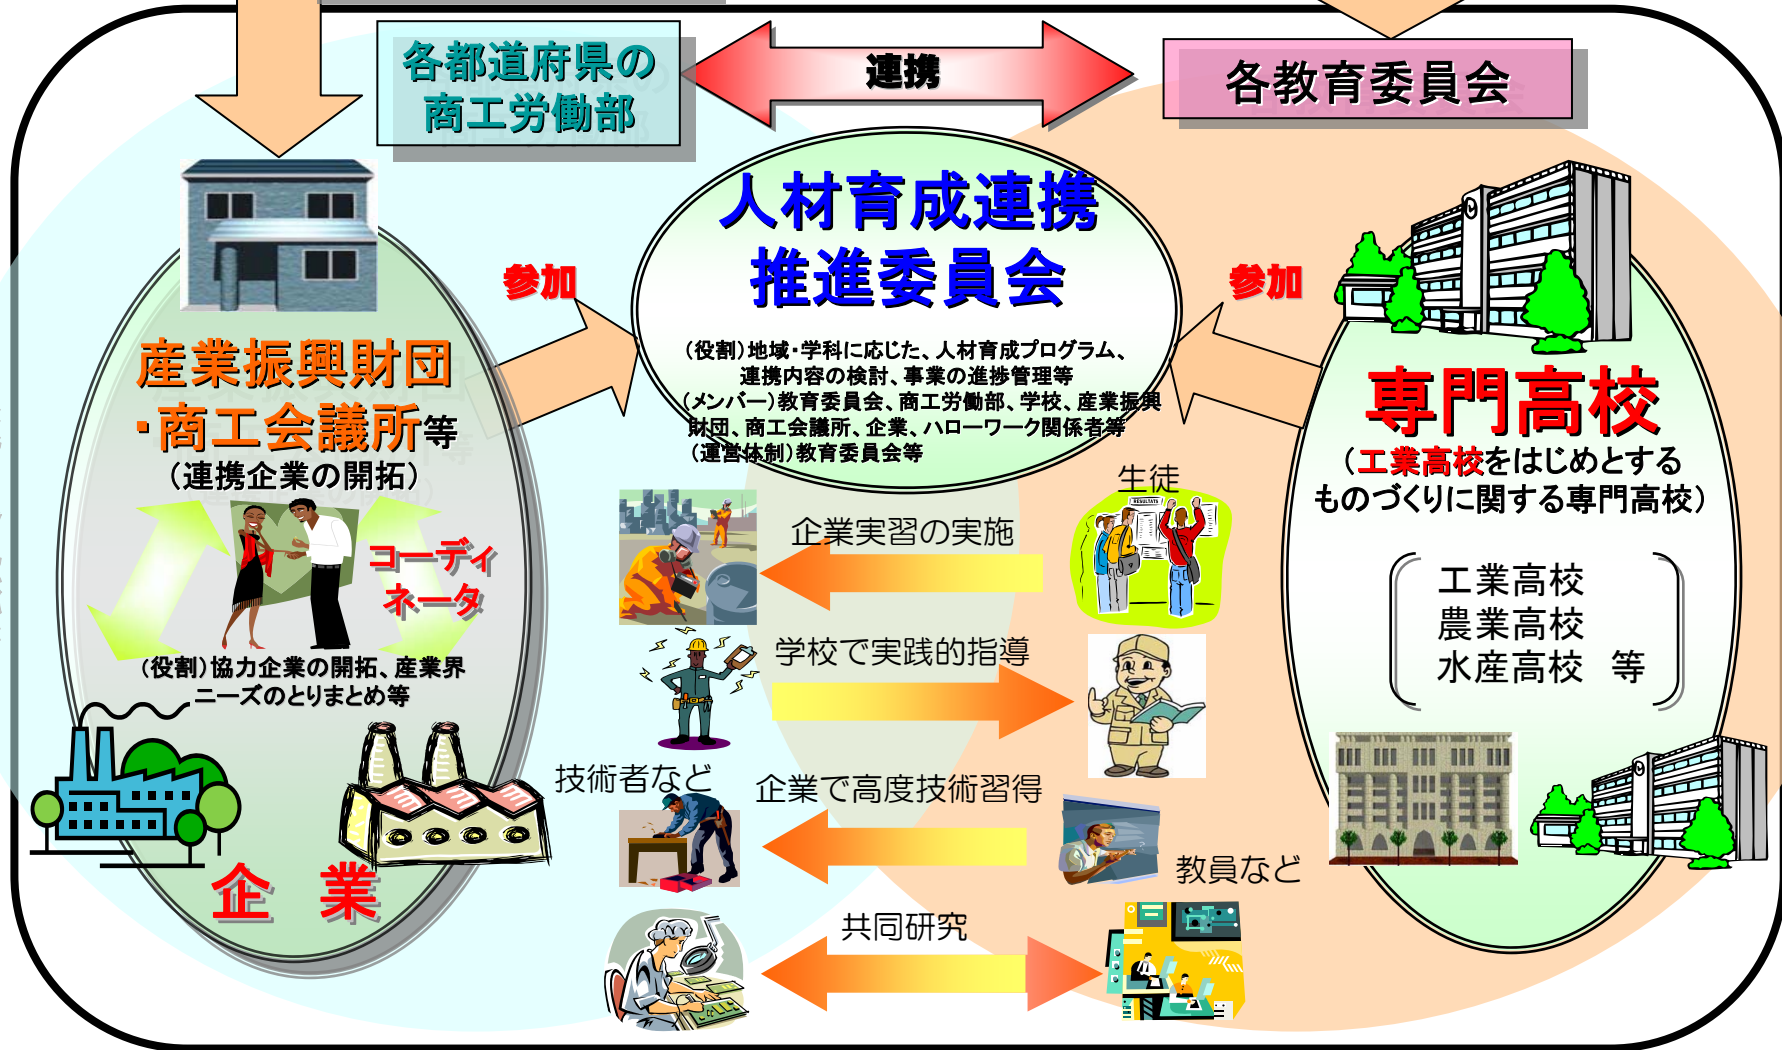 各都道府県の
商工労働部
連携
各教育委員会
人材育成連携
推進委員会
(役割)地域・学科に応じた、人材育成プログラム、
連携内容の検討、事業の進捗管理等
(メンバー)教育委員会、商工労働部、学校、産業振興
財団、商工会議所、企業、ハローワーク関係者等
(運営体制)教育委員会等
参加
参加
産業振興財団
・商工会議所等
(連携企業の開拓)
コーディ
ネータ
(役割)協力企業の開拓、産業界
ニーズのとりまとめ等
企 業
専門高校
(工業高校をはじめとする
ものづくりに関する専門高校)
工業高校
農業高校
水産高校 等
生徒
RESULTATS
企業実習の実施
学校で実践的指導
技術者など
企業で高度技術習得
教員など
共同研究